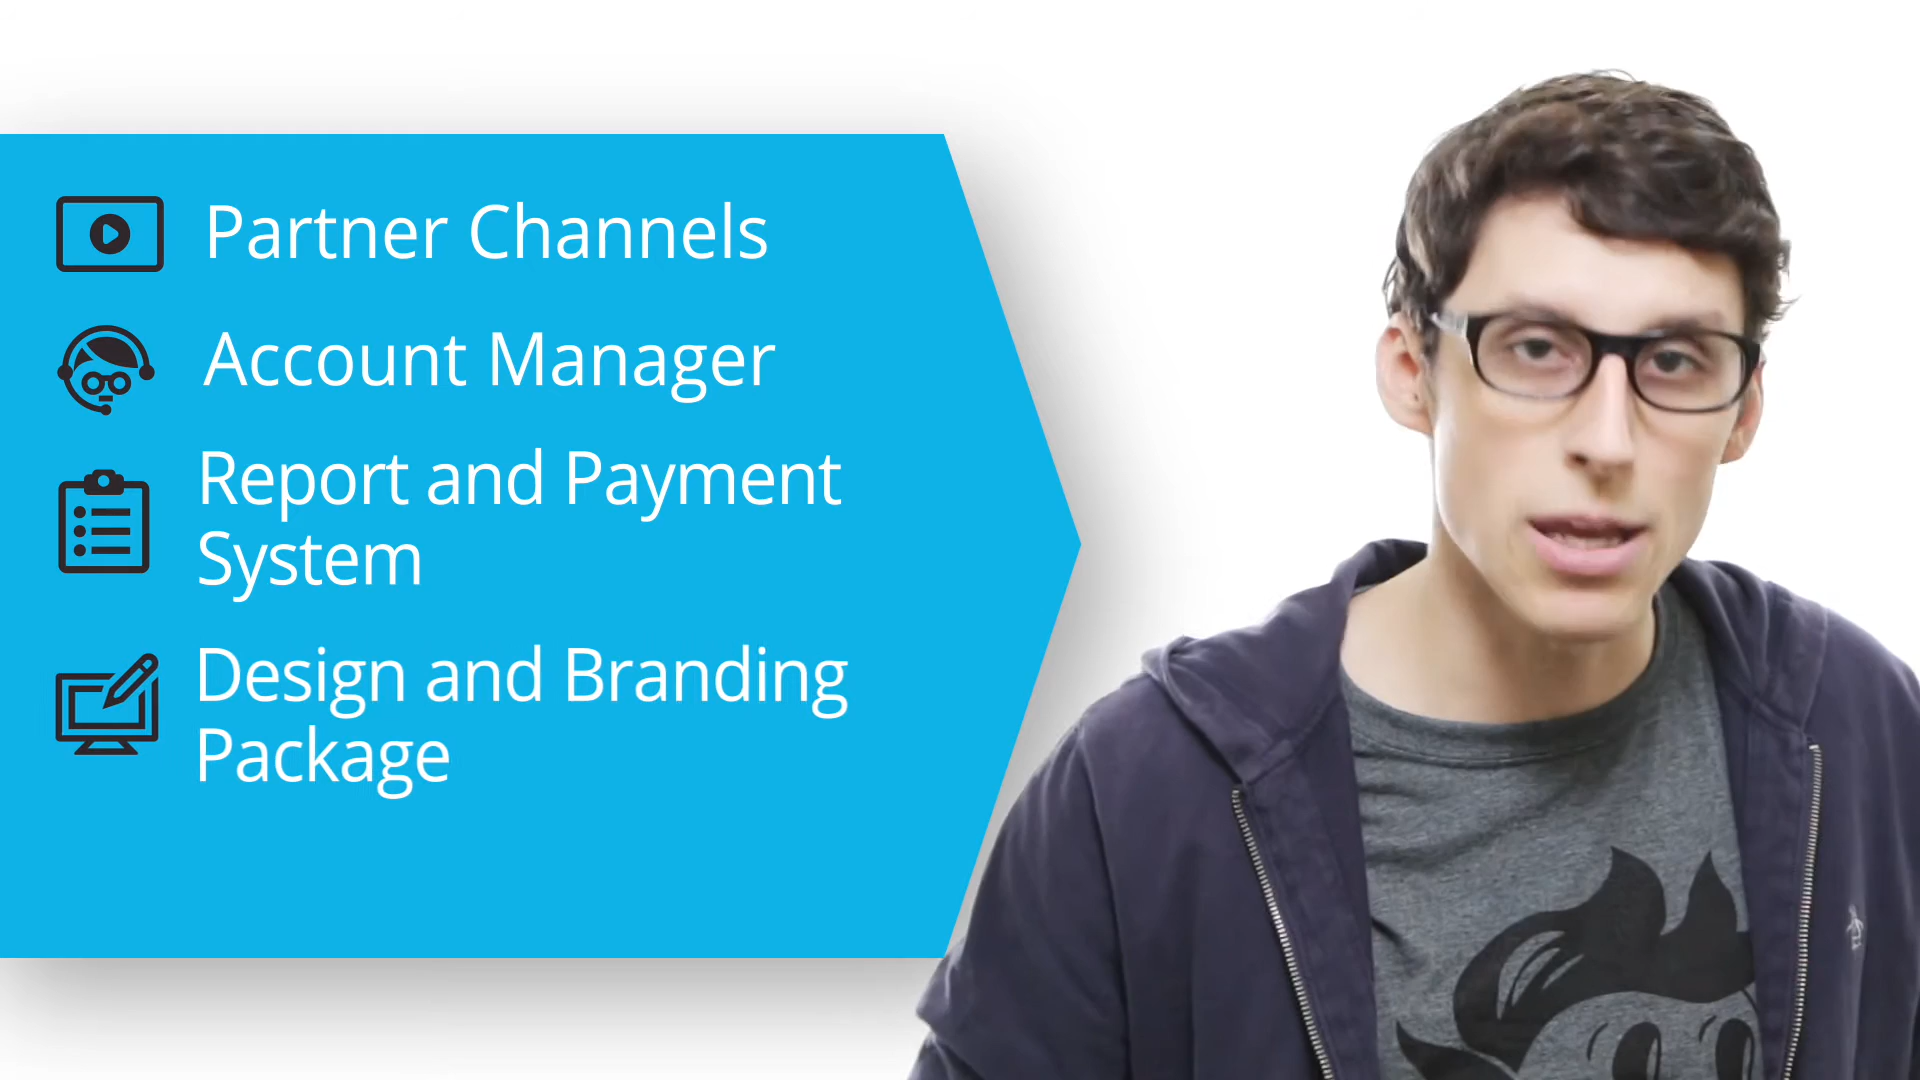 Partner Channels
Account Manager
Report and Payment
System
Design and Branding
Package